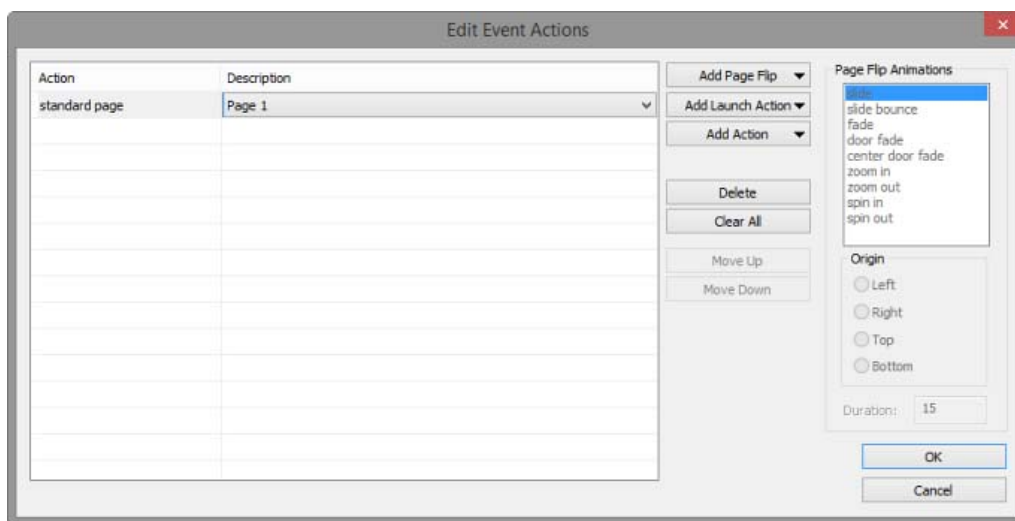 Edit Event Actions
Action Description
standard page Page 1
Add Page Flip
Add Launch Action
Add Action
Delete
Clear All
Move Up
Move Down
Page Flip Animations
slide
slide bounce
fade
door fade
center door fade
zoom in
zoom out
spin in
spin out
Origin
Left
Right
Top
Bottom
Duration: 15
OK
Cancel